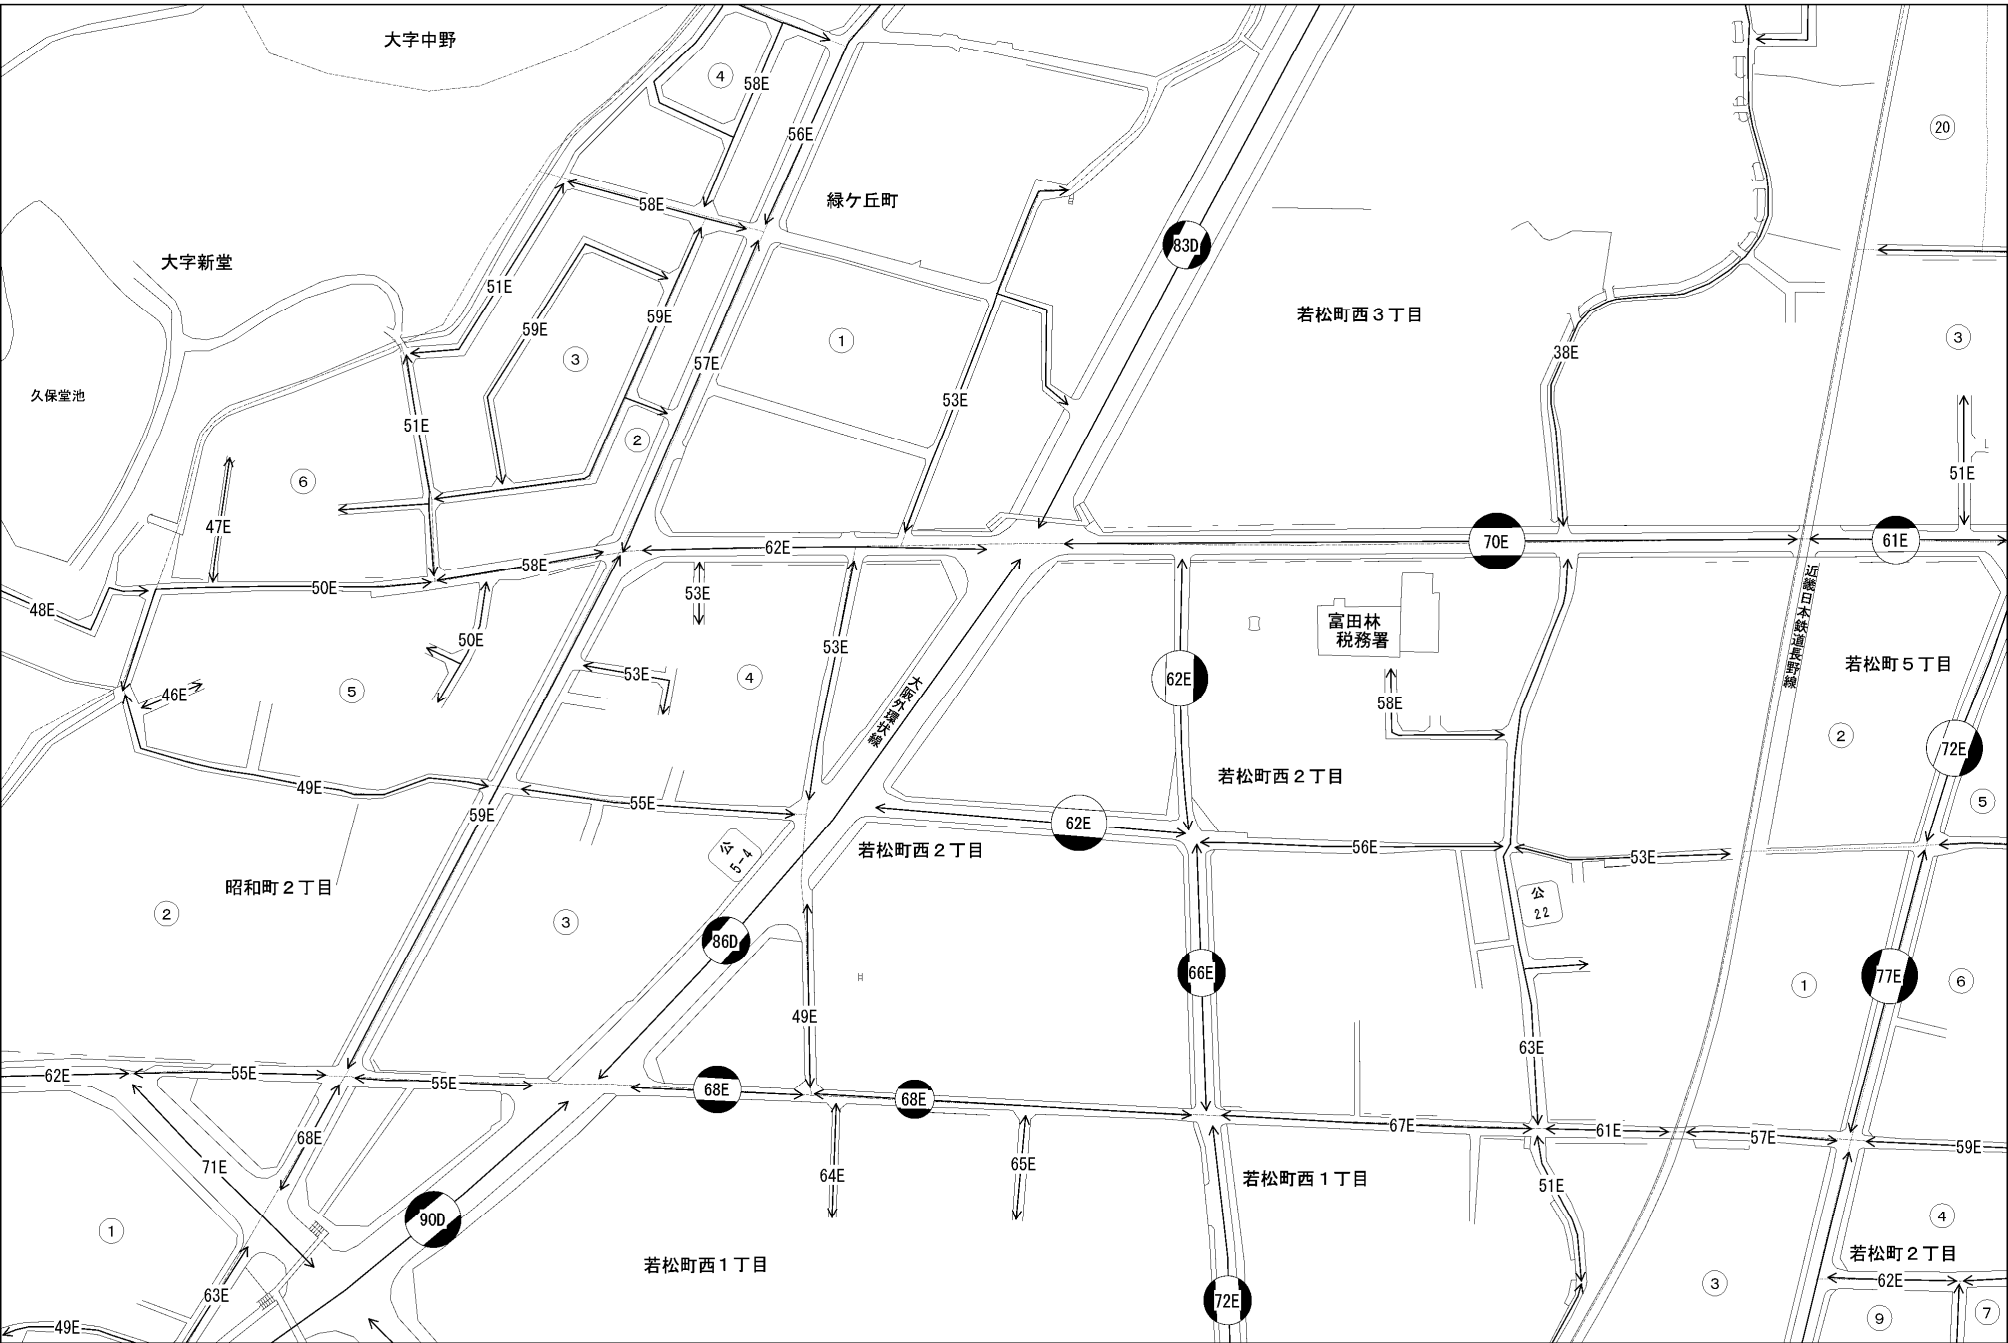 大字中野
4
58E
56E
20
58E
緑ケ丘町
83D
大字新堂
51E
59E
59E
若松町西3丁目
3
1
3
38E
57E
久保堂池
51E
53E
2
6
51E
47E
62E
70E
61E
58E
50E
53E
48E
近畿日本鉄道長野線
富田林
税務署
50E
53E
若松町5丁目
53E
4
62E
46E
5
58E
大阪外環状線
2
72E
若松町西2丁目
49E
55E
5
59E
62E
56E
公
5-4
若松町西2丁目
53E
昭和町2丁目
公
22
2
3
86D
66E
77E
1
6
49E
63E
62E
55E
55E
68E
68E
67E
61E
57E
68E
59E
71E
64E
65E
若松町西1丁目
51E
90D
1
4
若松町西1丁目
若松町2丁目
62E
3
63E
72E
7
9
49E